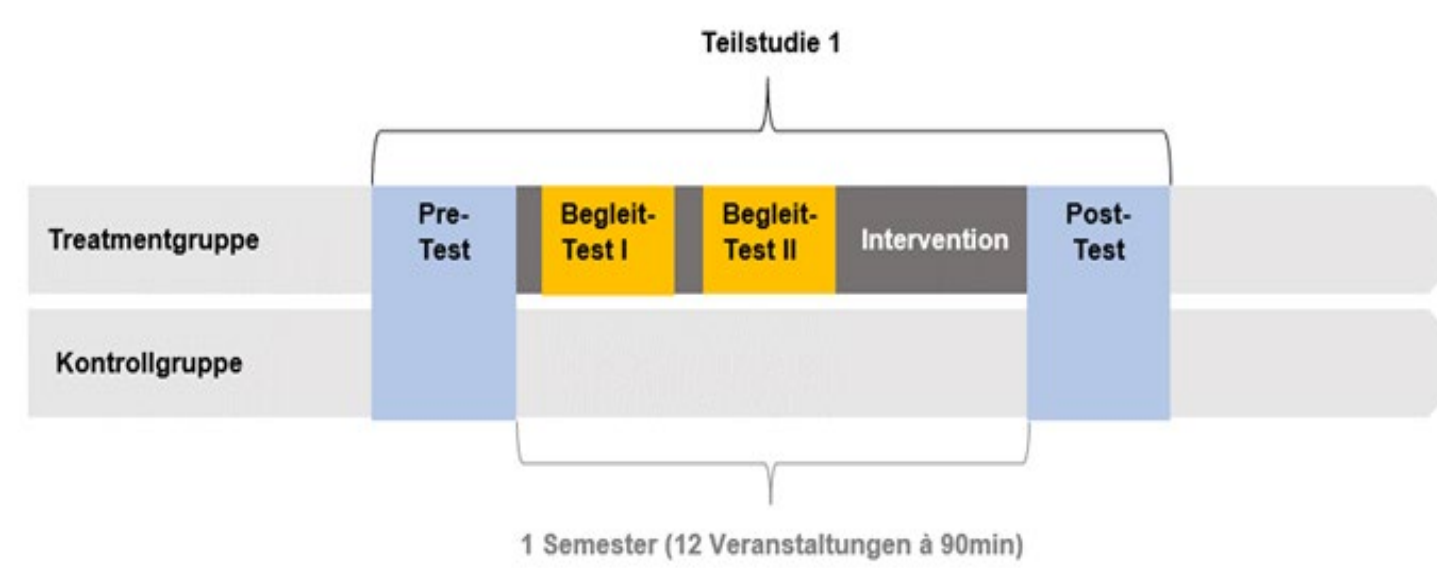 Teilstudie 1
Treatmentgruppe
Pre-
Test
Begleit-
Test I
Begleit-
Test II
Intervention
Post-
Test
Kontrollgruppe
1 Semester (12 Veranstaltungen à 90min)